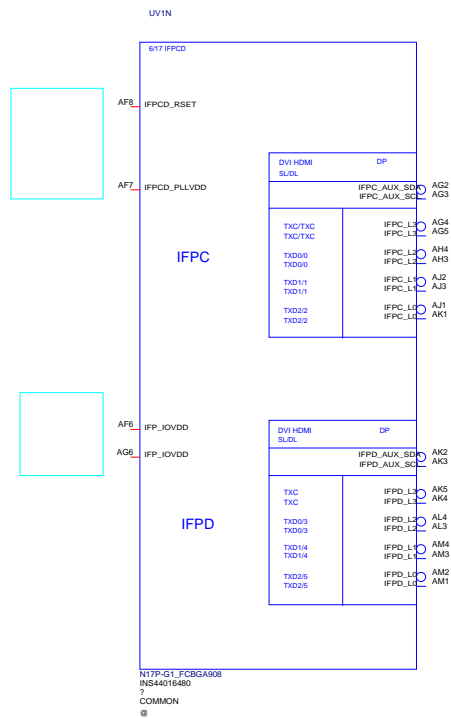 UV1N
6/17 IFPCD
AF8 IFPCD_RSET
AF7 IFPCD_PLLVDD
DVI HDMI DP
SL/DL
IFPC_AUX_SDA AG2
IFPC_AUX_SCL AG3
TXC/TXC IFPC_L3 AG4
TXC/TXC IFPC_L3 AG5
TXD0/0 IFPC_L2 AH4
TXD0/0 IFPC_L2 AH3
IFPC
TXD1/1 IFPC_L1 AJ2
TXD1/1 IFPC_L1 AJ3
TXD2/2 IFPC_L0 AJ1
TXD2/2 IFPC_L0 AK1
AF6 IFP_IOVDD
DVI HDMI DP
SL/DL
AG6 IFP_IOVDD
IFPD_AUX_SDA AK2
IFPD_AUX_SCL AK3
TXC IFPD_L3 AK5
TXC IFPD_L3 AK4
IFPD
TXD0/3 IFPD_L2 AL4
TXD0/3 IFPD_L2 AL3
TXD1/4 IFPD_L1 AM4
TXD1/4 IFPD_L1 AM3
TXD2/5 IFPD_L0 AM2
TXD2/5 IFPD_L0 AM1
N17P-G1_FCBGA908
INS44016480
?
COMMON
@